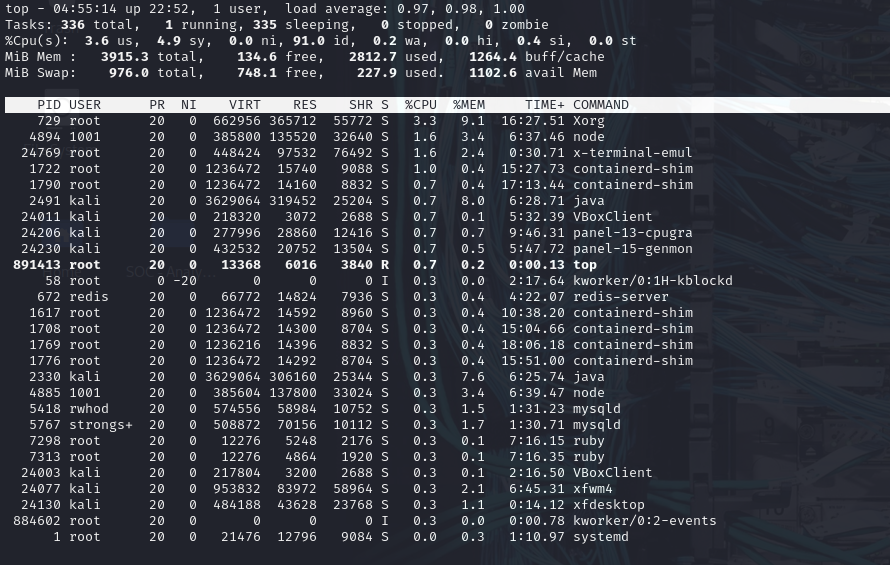 top - 04:55:14 up 22:52,  1 user,  load average: 0.97, 0.98, 1.00
Tasks: 336 total,   1 running, 335 sleeping,   0 stopped,   0 zombie
%Cpu(s):  3.6 us,  4.9 sy,  0.0 ni, 91.0 id,  0.2 wa,  0.0 hi,  0.4 si,  0.0 st
MiB Mem :   3915.3 total,    134.6 free,   2812.7 used,   1264.4 buff/cache
MiB Swap:    976.0 total,    748.1 free,    227.9 used.   1102.6 avail Mem
PID USER      PR  NI    VIRT    RES    SHR S  %CPU  %MEM     TIME+ COMMAND
729 root      20   0  662956 365712  55772 S   3.3   9.1  16:27.51 Xorg
4894 1001      20   0  385800 135520  32640 S   1.6   3.4   6:37.46 node
24769 root      20   0  448424  97532  76492 S   1.6   2.4   0:30.71 x-terminal-emul
1722 root      20   0 1236472  15740   9088 S   1.0   0.4  15:27.73 containerd-shim
1790 root      20   0 1236472  14160   8832 S   0.7   0.4  17:13.44 containerd-shim
2491 kali      20   0 3629064 319452  25204 S   0.7   8.0   6:28.71 java
24011 kali      20   0  218320   3072   2688 S   0.7   0.1   5:32.39 VBoxClient
24206 kali      20   0  277996  28860  12416 S   0.7   0.7   9:46.31 panel-13-cpugra
24230 kali      20   0  432532  20752  13504 S   0.7   0.5   5:47.72 panel-15-genmon
891413 root      20   0   13368   6016   3840 R   0.7   0.2   0:00.13 top
58 root       0 -20       0      0      0 I   0.3   0.0   2:17.64 kworker/0:1H-kblockd
672 redis     20   0   66772  14824   7936 S   0.3   0.4   4:22.07 redis-server
1617 root      20   0 1236472  14592   8960 S   0.3   0.4  10:38.20 containerd-shim
1708 root      20   0 1236472  14300   8704 S   0.3   0.4  15:04.66 containerd-shim
1769 root      20   0 1236216  14396   8832 S   0.3   0.4  18:06.18 containerd-shim
1776 root      20   0 1236472  14292   8704 S   0.3   0.4  15:51.00 containerd-shim
2330 kali      20   0 3629064 306160  25344 S   0.3   7.6   6:25.74 java
4885 1001      20   0  385604 137800  33024 S   0.3   3.4   6:39.47 node
5418 rwhod     20   0  574556  58984  10752 S   0.3   1.5   1:31.23 mysqld
5767 strongs+  20   0  508872  70156  10112 S   0.3   1.7   1:30.71 mysqld
7298 root      20   0   12276   5248   2176 S   0.3   0.1   7:16.15 ruby
7313 root      20   0   12276   4864   1920 S   0.3   0.1   7:16.35 ruby
24003 kali      20   0  217804   3200   2688 S   0.3   0.1   2:16.50 VBoxClient
24077 kali      20   0  953832  83972  58964 S   0.3   2.1   6:45.31 xfwm4
24130 kali      20   0  484188  43628  23768 S   0.3   1.1   0:14.12 xfdesktop
884602 root      20   0       0      0      0 I   0.3   0.0   0:00.78 kworker/0:2-events
1 root      20   0   21476  12796   9084 S   0.0   0.3   1:10.97 systemd